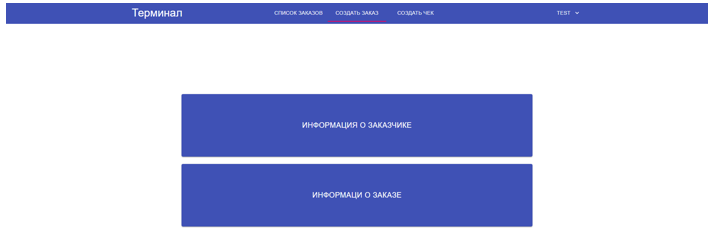 Терминал
СПИСОК ЗАКАЗОВ СОЗДАТЬ ЗАКАЗ СОЗДАТЬ ЧЕК
TEST
ИНФОРМАЦИЯ О ЗАКАЗЧИКЕ
ИНФОРМАЦИ О ЗАКАЗЕ